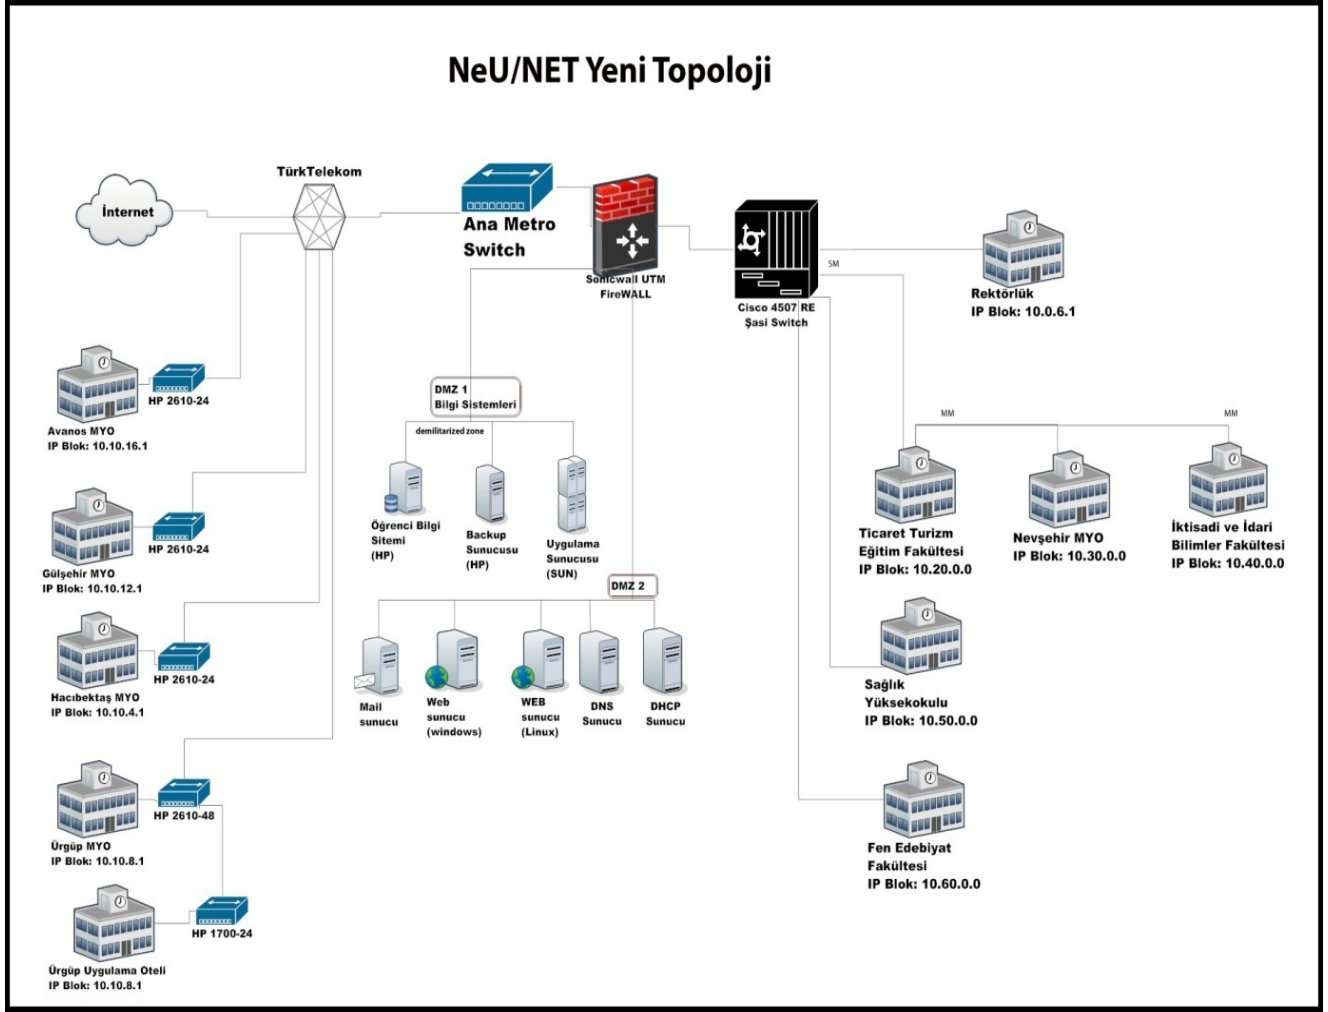 NeU/NET Yeni Topoloji
TürkTelekom
İnternet
Ana Metro
Switch
Sonicwall UTM
FireWALL
Cisco 4507 RE
Şasi Switch
SM
Rektörlük
IP Blok: 10.0.6.1
HP 2610-24
Avanos MYO
IP Blok: 10.10.16.1
DMZ 1
Bilgi Sistemleri
demilitarized zone
MM
MM
Öğrenci Bilgi
Sitemi
(HP)
Backup
Sunucusu
(HP)
Uygulama
Sunucusu
(SUN)
Ticaret Turizm
Eğitim Fakültesi
IP Blok: 10.20.0.0
Nevşehir MYO
IP Blok: 10.30.0.0
İktisadi ve İdari
Bilimler Fakültesi
IP Blok: 10.40.0.0
HP 2610-24
Gülşehir MYO
IP Blok: 10.10.12.1
DMZ 2
HP 2610-24
Hacıbektaş MYO
IP Blok: 10.10.4.1
Mail
sunucu
Web
sunucu
(windows)
WEB
sunucu
(Linux)
DNS
Sunucu
DHCP
Sunucu
Sağlık
Yüksekokulu
IP Blok: 10.50.0.0
HP 2610-48
Ürgüp MYO
IP Blok: 10.10.8.1
Fen Edebiyat
Fakültesi
IP Blok: 10.60.0.0
HP 1700-24
Ürgüp Uygulama Oteli
IP Blok: 10.10.8.1